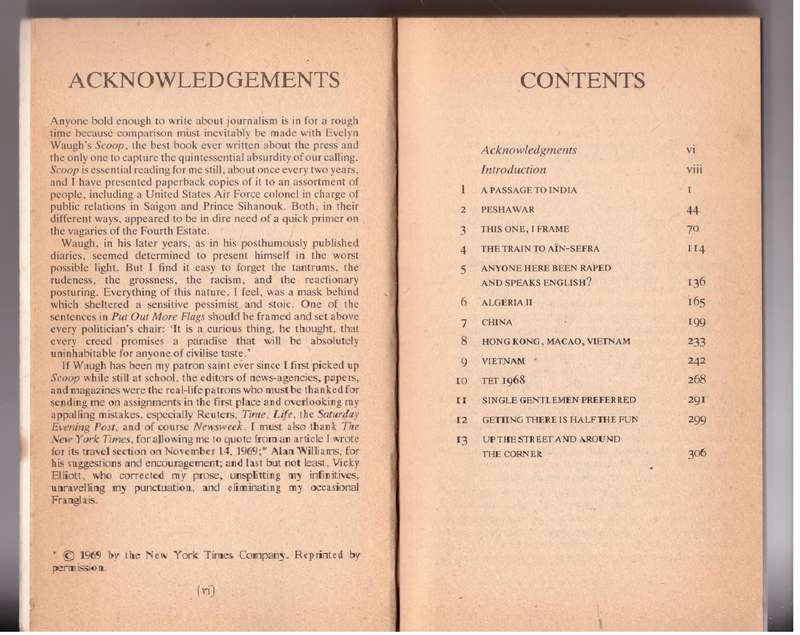 ACKNOWLEDGEMENTS
Anyone bold enough to write about journalism is in for a rough
time because comparison must inevitably be made with Evelyn
Waugh's Scoop, the best book ever written about the press and
the only one to capture the quintessential absurdity of our calling.
Scoop is essential reading for me still, about once every two years,
and I have presented paperback copies of it to an assortment of
people, including a United States Air Force colonel in charge of
public relations in Saigon and Prince Sihanouk. Both, in their
different ways, appeared to be in dire need of a quick primer on
the vagaries of the Fourth Estate.
Waugh, in his later years, as in his posthumously published
diaries, seemed determined to present himself in the worst
possible light. But I find it easy to forget the tantrums, the
rudeness, the grossness, the racism, and the reactionary
posturing. Everything of this nature, I feel, was a mask behind
which sheltered a sensitive pessimist and stoic. One of the
sentences in Put Out More Flags should be framed and set above
every politician's chair: 'It is a curious thing, he thought, that
every creed promises a paradise that will be absolutely
uninhabitable for anyone of civilise taste.'
If Waugh has been my patron saint ever since I first picked up
Scoop while still at school, the editors of news-agencies, papers,
and magazines were the real-life patrons who must be thanked for
sending me on assignments in the first place and overlooking my
appalling mistakes, especially Reuters, Time, Life, the Saturday
Evening Post, and of course Newsweek. I must also thank The
New York Times, for allowing me to quote from an article I wrote
for its travel section on November 14, 1969;* Alan Williams, for
his suggestions and encouragement; and last but not least, Vicky
Elliott, who corrected my prose, unsplitting my infinitives,
unravelling my punctuation, and eliminating my occasional
Franglais.
* © 1969 by the New York Times Company. Reprinted by
permission.
(vi)
CONTENTS
Acknowledgments vi
Introduction viii
1 A PASSAGE TO INDIA 1
2 PESHAWAR 44
3 THIS ONE, I FRAME 70
4 THE TRAIN TO AÏN-SEFRA 114
5 ANYONE HERE BEEN RAPED
AND SPEAKS ENGLISH? 136
6 ALGERIA II 165
7 CHINA 199
8 HONG KONG, MACAO, VIETNAM 233
9 VIETNAM 242
10 TET 1968 268
11 SINGLE GENTLEMEN PREFERRED 291
12 GETTING THERE IS HALF THE FUN 299
13 UP THE STREET AND AROUND
THE CORNER 306